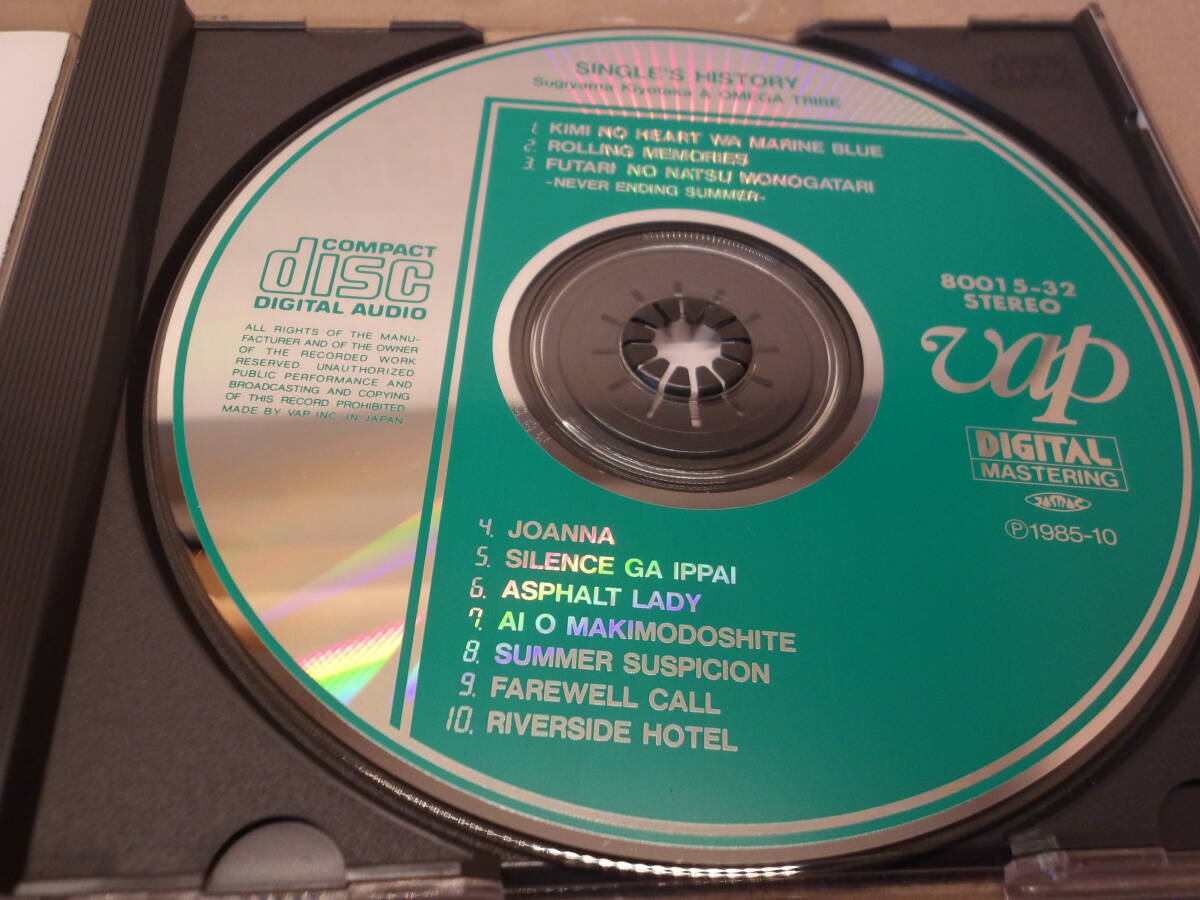 SINGLE'S HISTORY
Sugiyama Kiyotaka & OMEGA TRIBE
1. KIMI NO HEART WA MARINE BLUE
2. ROLLING MEMORIES
3. FUTARI NO NATSU MONOGATARI
-NEVER ENDING SUMMER-
COMPACT
disc
DIGITAL AUDIO
ALL RIGHTS OF THE MANU-
FACTURER AND OF THE OWNER
OF THE RECORDED WORK
RESERVED. UNAUTHORIZED
PUBLIC PERFORMANCE AND
BROADCASTING AND COPYING
OF THIS RECORD PROHIBITED
MADE BY VAP INC. IN JAPAN
80015-32
STEREO
vap
DIGITAL
MASTERING
JASRAC
Ⓟ1985-10
4. JOANNA
5. SILENCE GA IPPAI
6. ASPHALT LADY
7. AI O MAKIMODOSHITE
8. SUMMER SUSPICION
9. FAREWELL CALL
10. RIVERSIDE HOTEL